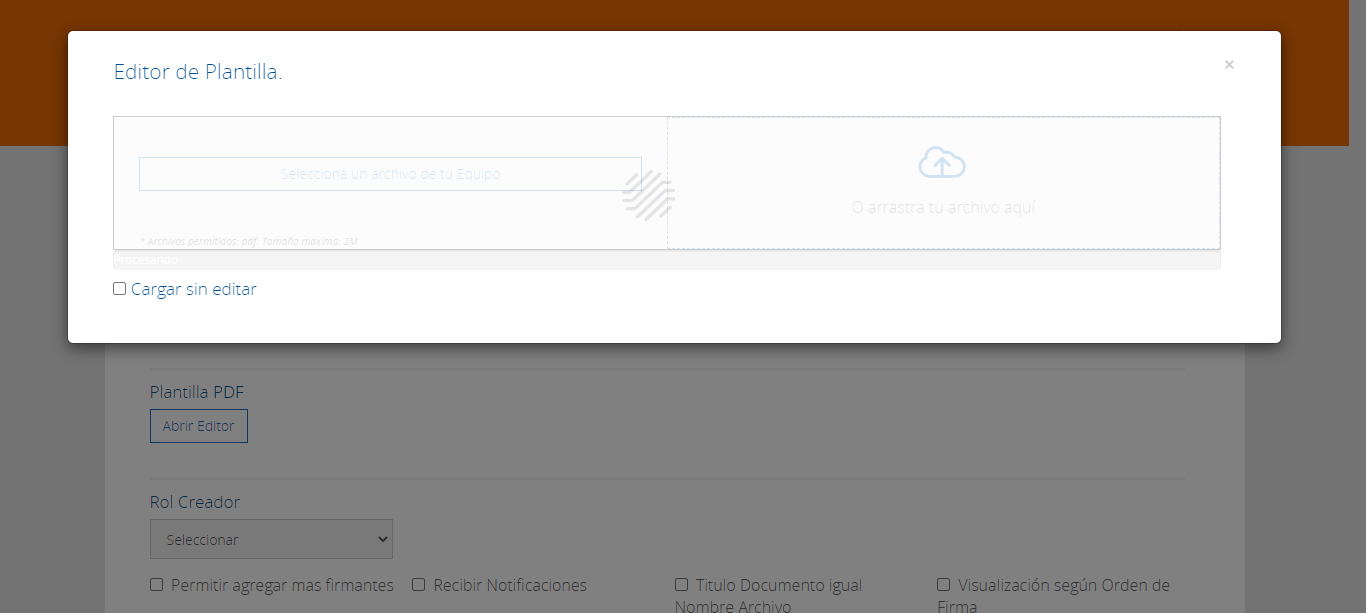 Editor de Plantilla.
×
Selecciona un archivo de tu Equipo
O arrastra tu archivo aquí
* Archivos permitidos: pdf. Tamaño maximo: 2M
Procesando
Cargar sin editar
Plantilla PDF
Abrir Editor
Rol Creador
Seleccionar
Permitir agregar mas firmantes
Recibir Notificaciones
Titulo Documento igual
Nombre Archivo
Visualización según Orden de
Firma